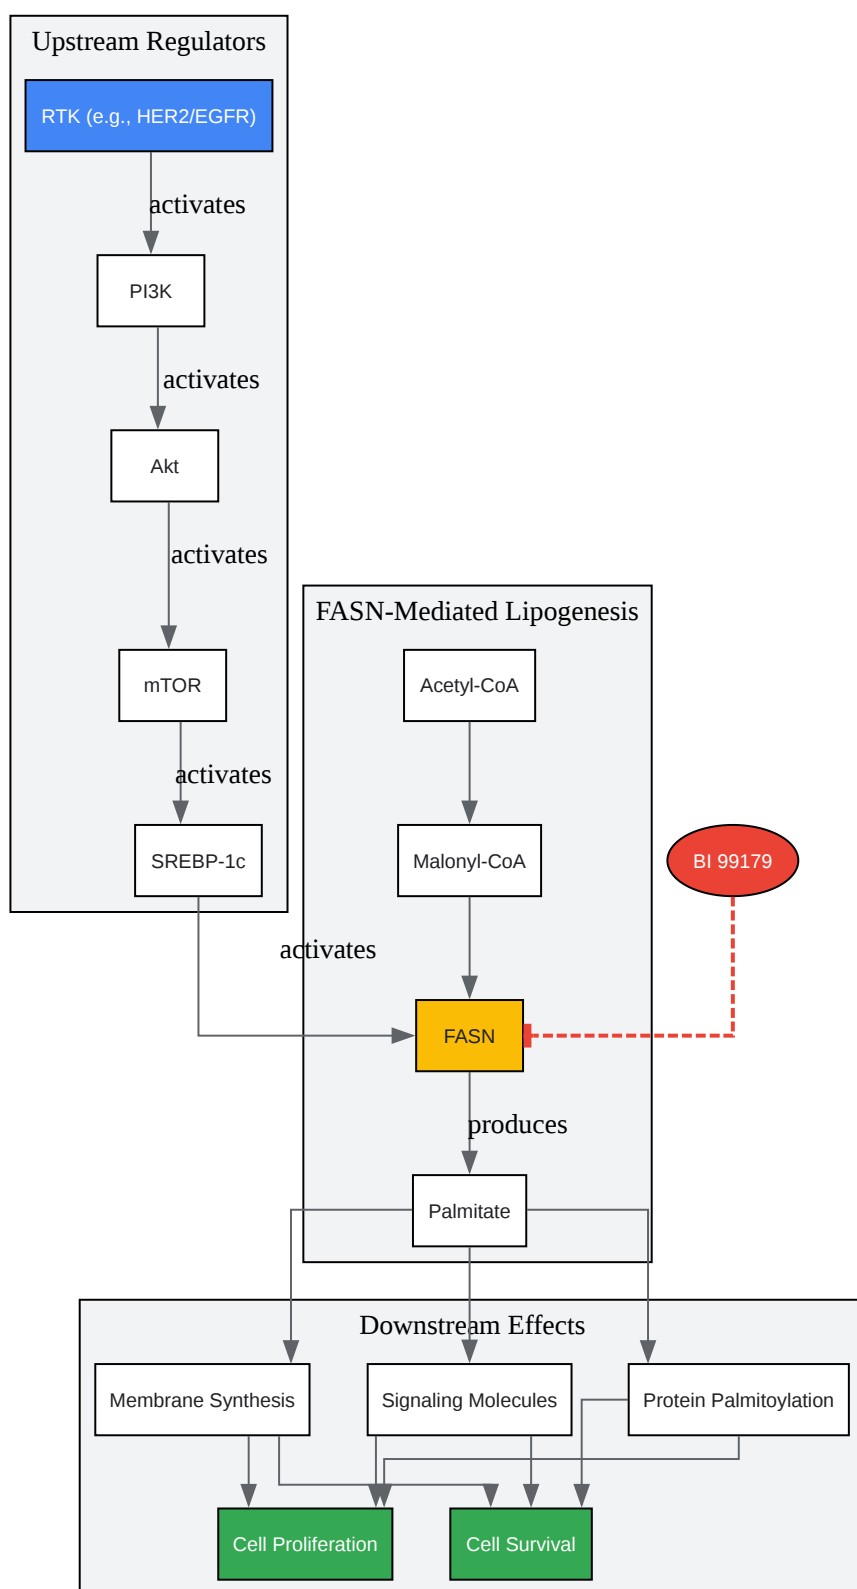 Upstream Regulators
RTK (e.g., HER2/EGFR)
activates
PI3K
activates
Akt
activates
mTOR
activates
SREBP-1c
activates
FASN-Mediated Lipogenesis
Acetyl-CoA
Malonyl-CoA
BI 99179
FASN
produces
Palmitate
Downstream Effects
Membrane Synthesis
Signaling Molecules
Protein Palmitoylation
Cell Proliferation
Cell Survival